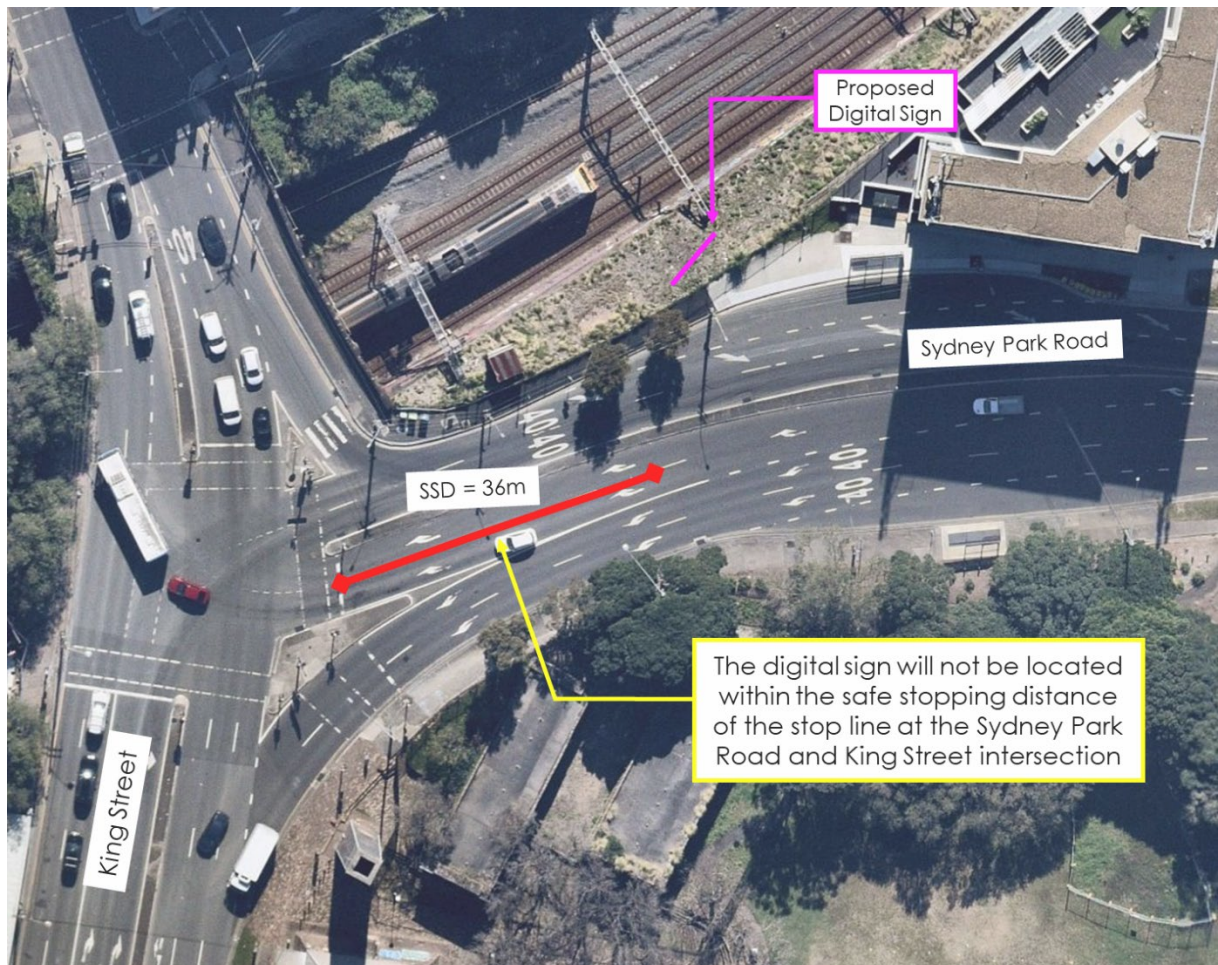 Proposed
Digital Sign
Sydney Park Road
40
40 40
40 40
SSD = 36m
The digital sign will not be located
within the safe stopping distance
of the stop line at the Sydney Park
Road and King Street intersection
King Street